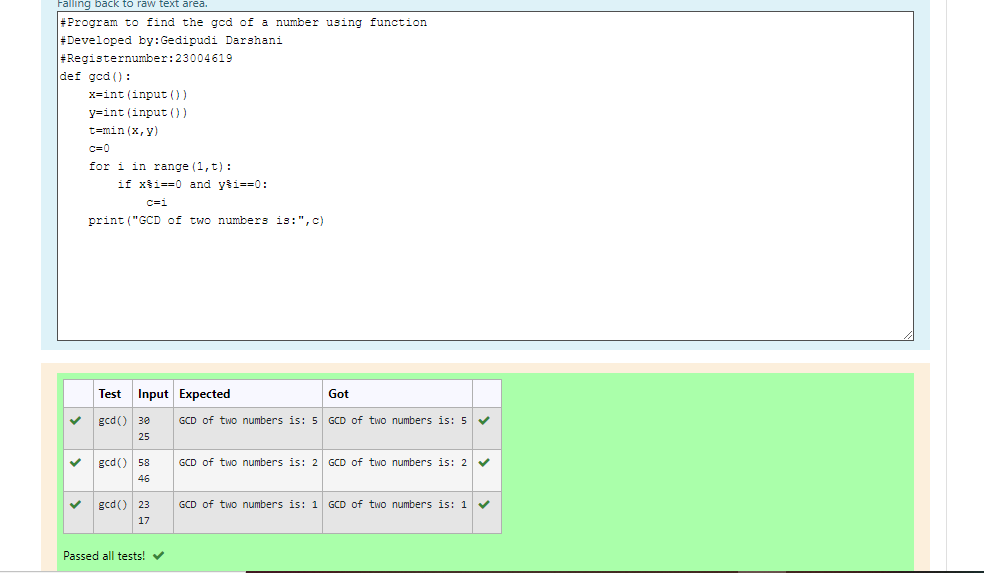 Falling back to raw text area.
#Program to find the gcd of a number using function
#Developed by:Gedipudi Darshani
#Registernumber:23004619
def gcd():
    x=int(input())
    y=int(input())
    t=min(x,y)
    c=0
    for i in range(1,t):
        if x%i==0 and y%i==0:
            c=i
    print("GCD of two numbers is:",c)
Test Input Expected Got
gcd() 30 GCD of two numbers is: 5 GCD of two numbers is: 5
25
gcd() 58 GCD of two numbers is: 2 GCD of two numbers is: 2
46
gcd() 23 GCD of two numbers is: 1 GCD of two numbers is: 1
17
Passed all tests!